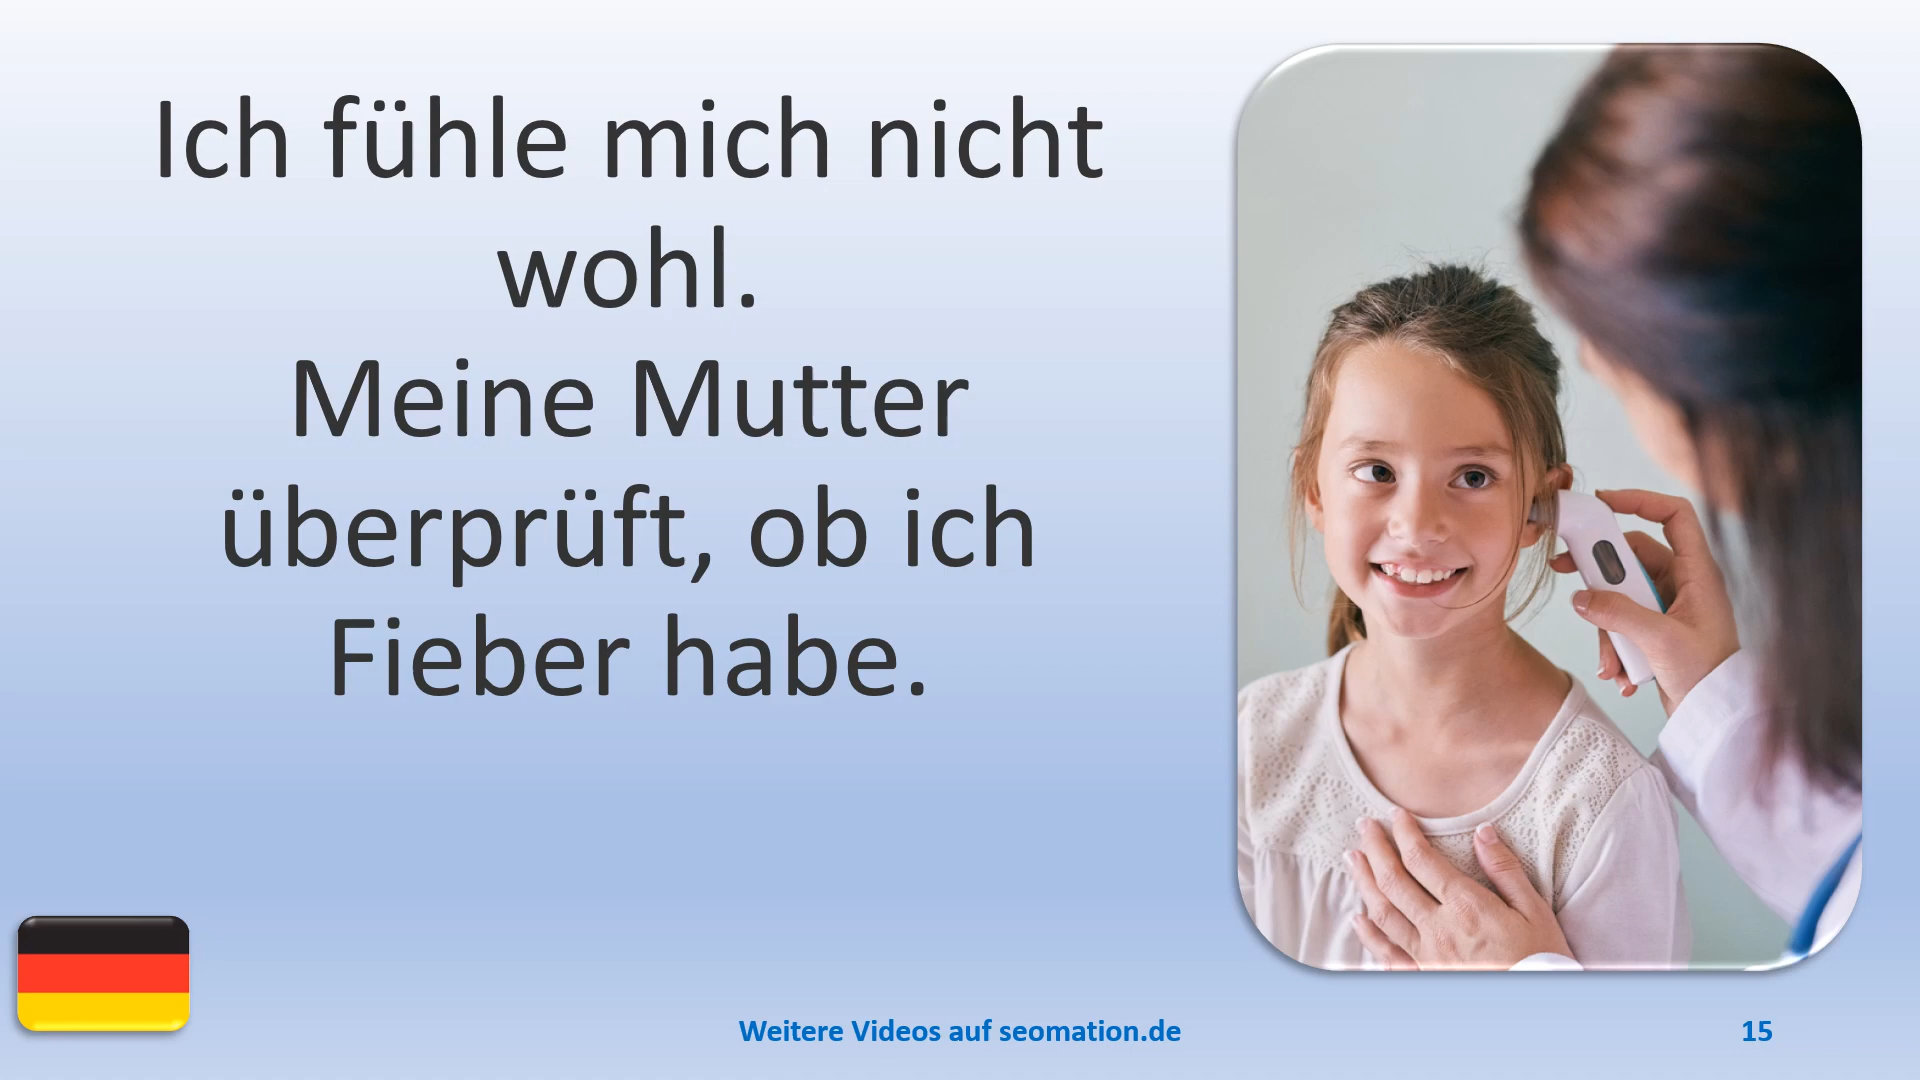 Ich fühle mich nicht
wohl.
Meine Mutter
überprüft, ob ich
Fieber habe.
Weitere Videos auf seomation.de
15